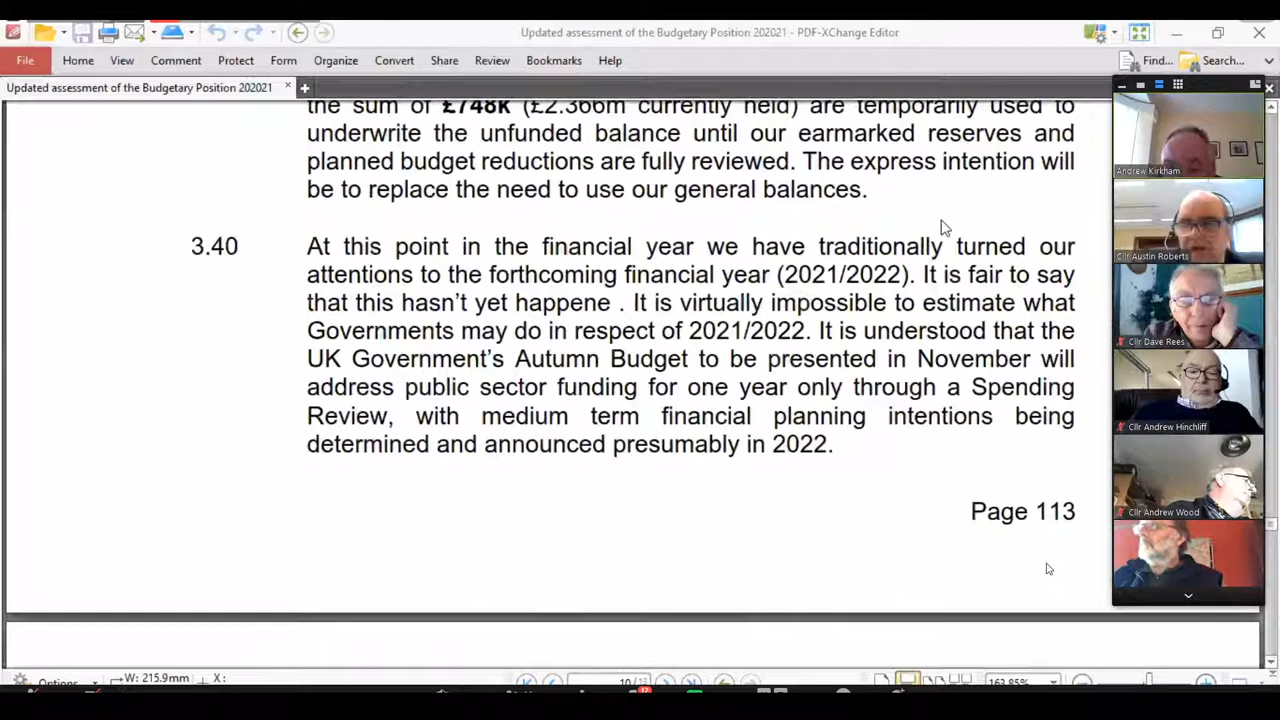 Updated assessment of the Budgetary Position 202021 - PDF-XChange Editor
File Home View Comment Protect Form Organize Convert Share Review Bookmarks Help
Find... Search...
Updated assessment of the Budgetary Position 202021
the sum of £748K (£2.366m currently held) are temporarily used to
underwrite the unfunded balance until our earmarked reserves and
planned budget reductions are fully reviewed. The express intention will
be to replace the need to use our general balances.
3.40 At this point in the financial year we have traditionally turned our
attentions to the forthcoming financial year (2021/2022). It is fair to say
that this hasn't yet happene . It is virtually impossible to estimate what
Governments may do in respect of 2021/2022. It is understood that the
UK Government's Autumn Budget to be presented in November will
address public sector funding for one year only through a Spending
Review, with medium term financial planning intentions being
determined and announced presumably in 2022.
Page 113
Andrew Kirkham
Cllr Austin Roberts
Cllr Dave Rees
Cllr Andrew Hinchliff
Cllr Andrew Wood
Options W: 215.9mm X: 10/13 163.85%